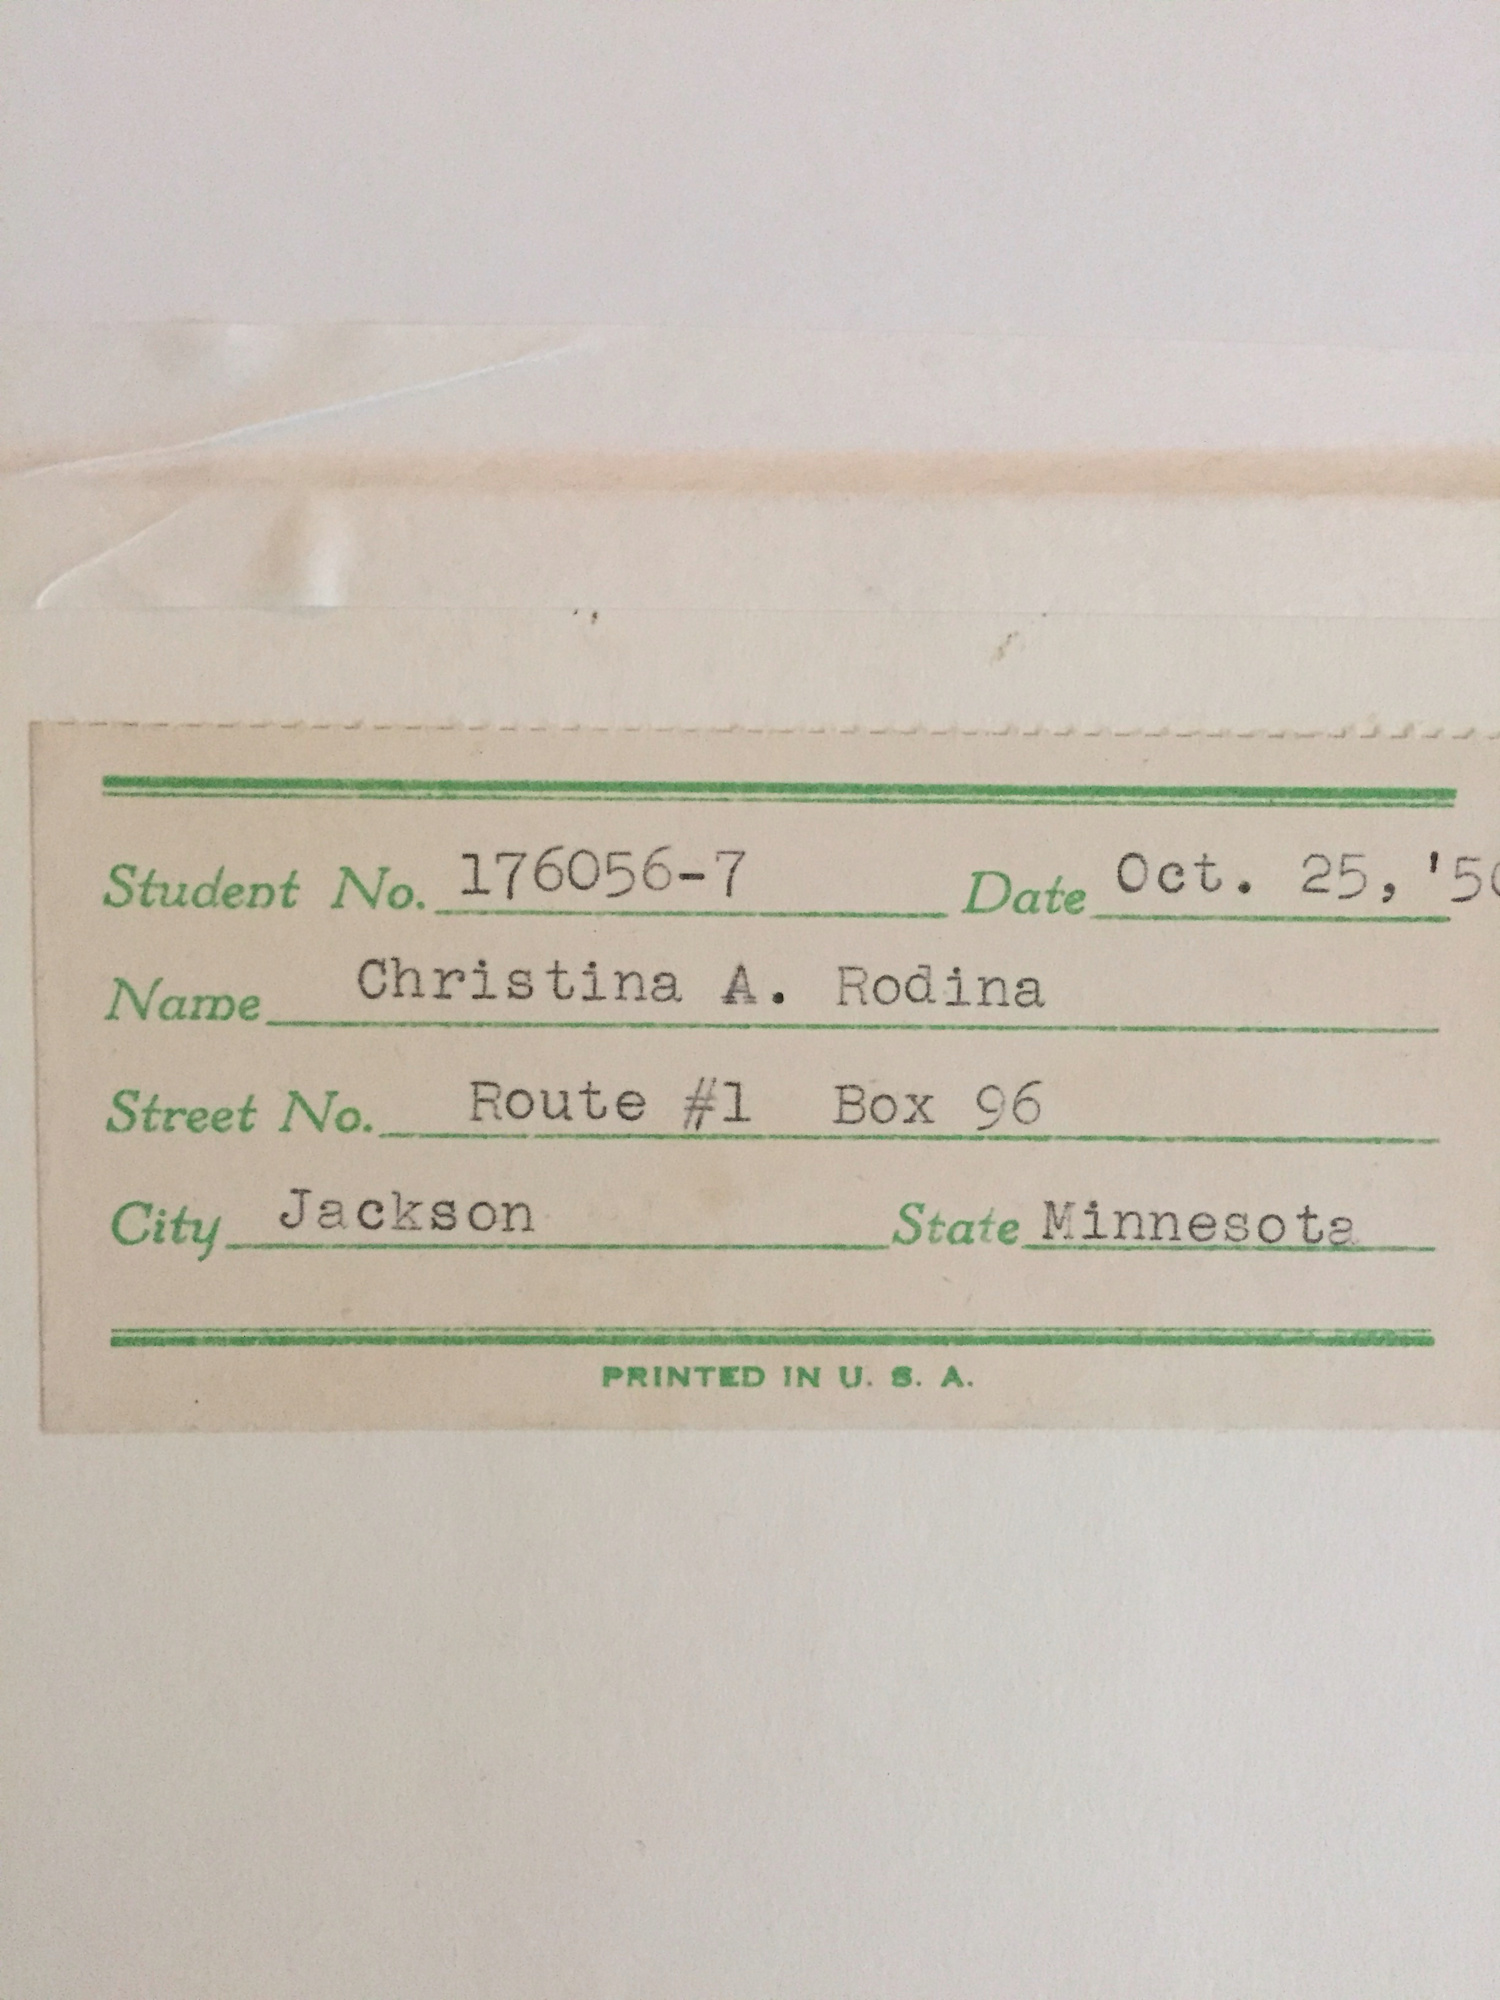 Student No. 176056-7 Date Oct. 25, '50
Name Christina A. Rodina
Street No. Route #1 Box 96
City Jackson State Minnesota
PRINTED IN U. S. A.